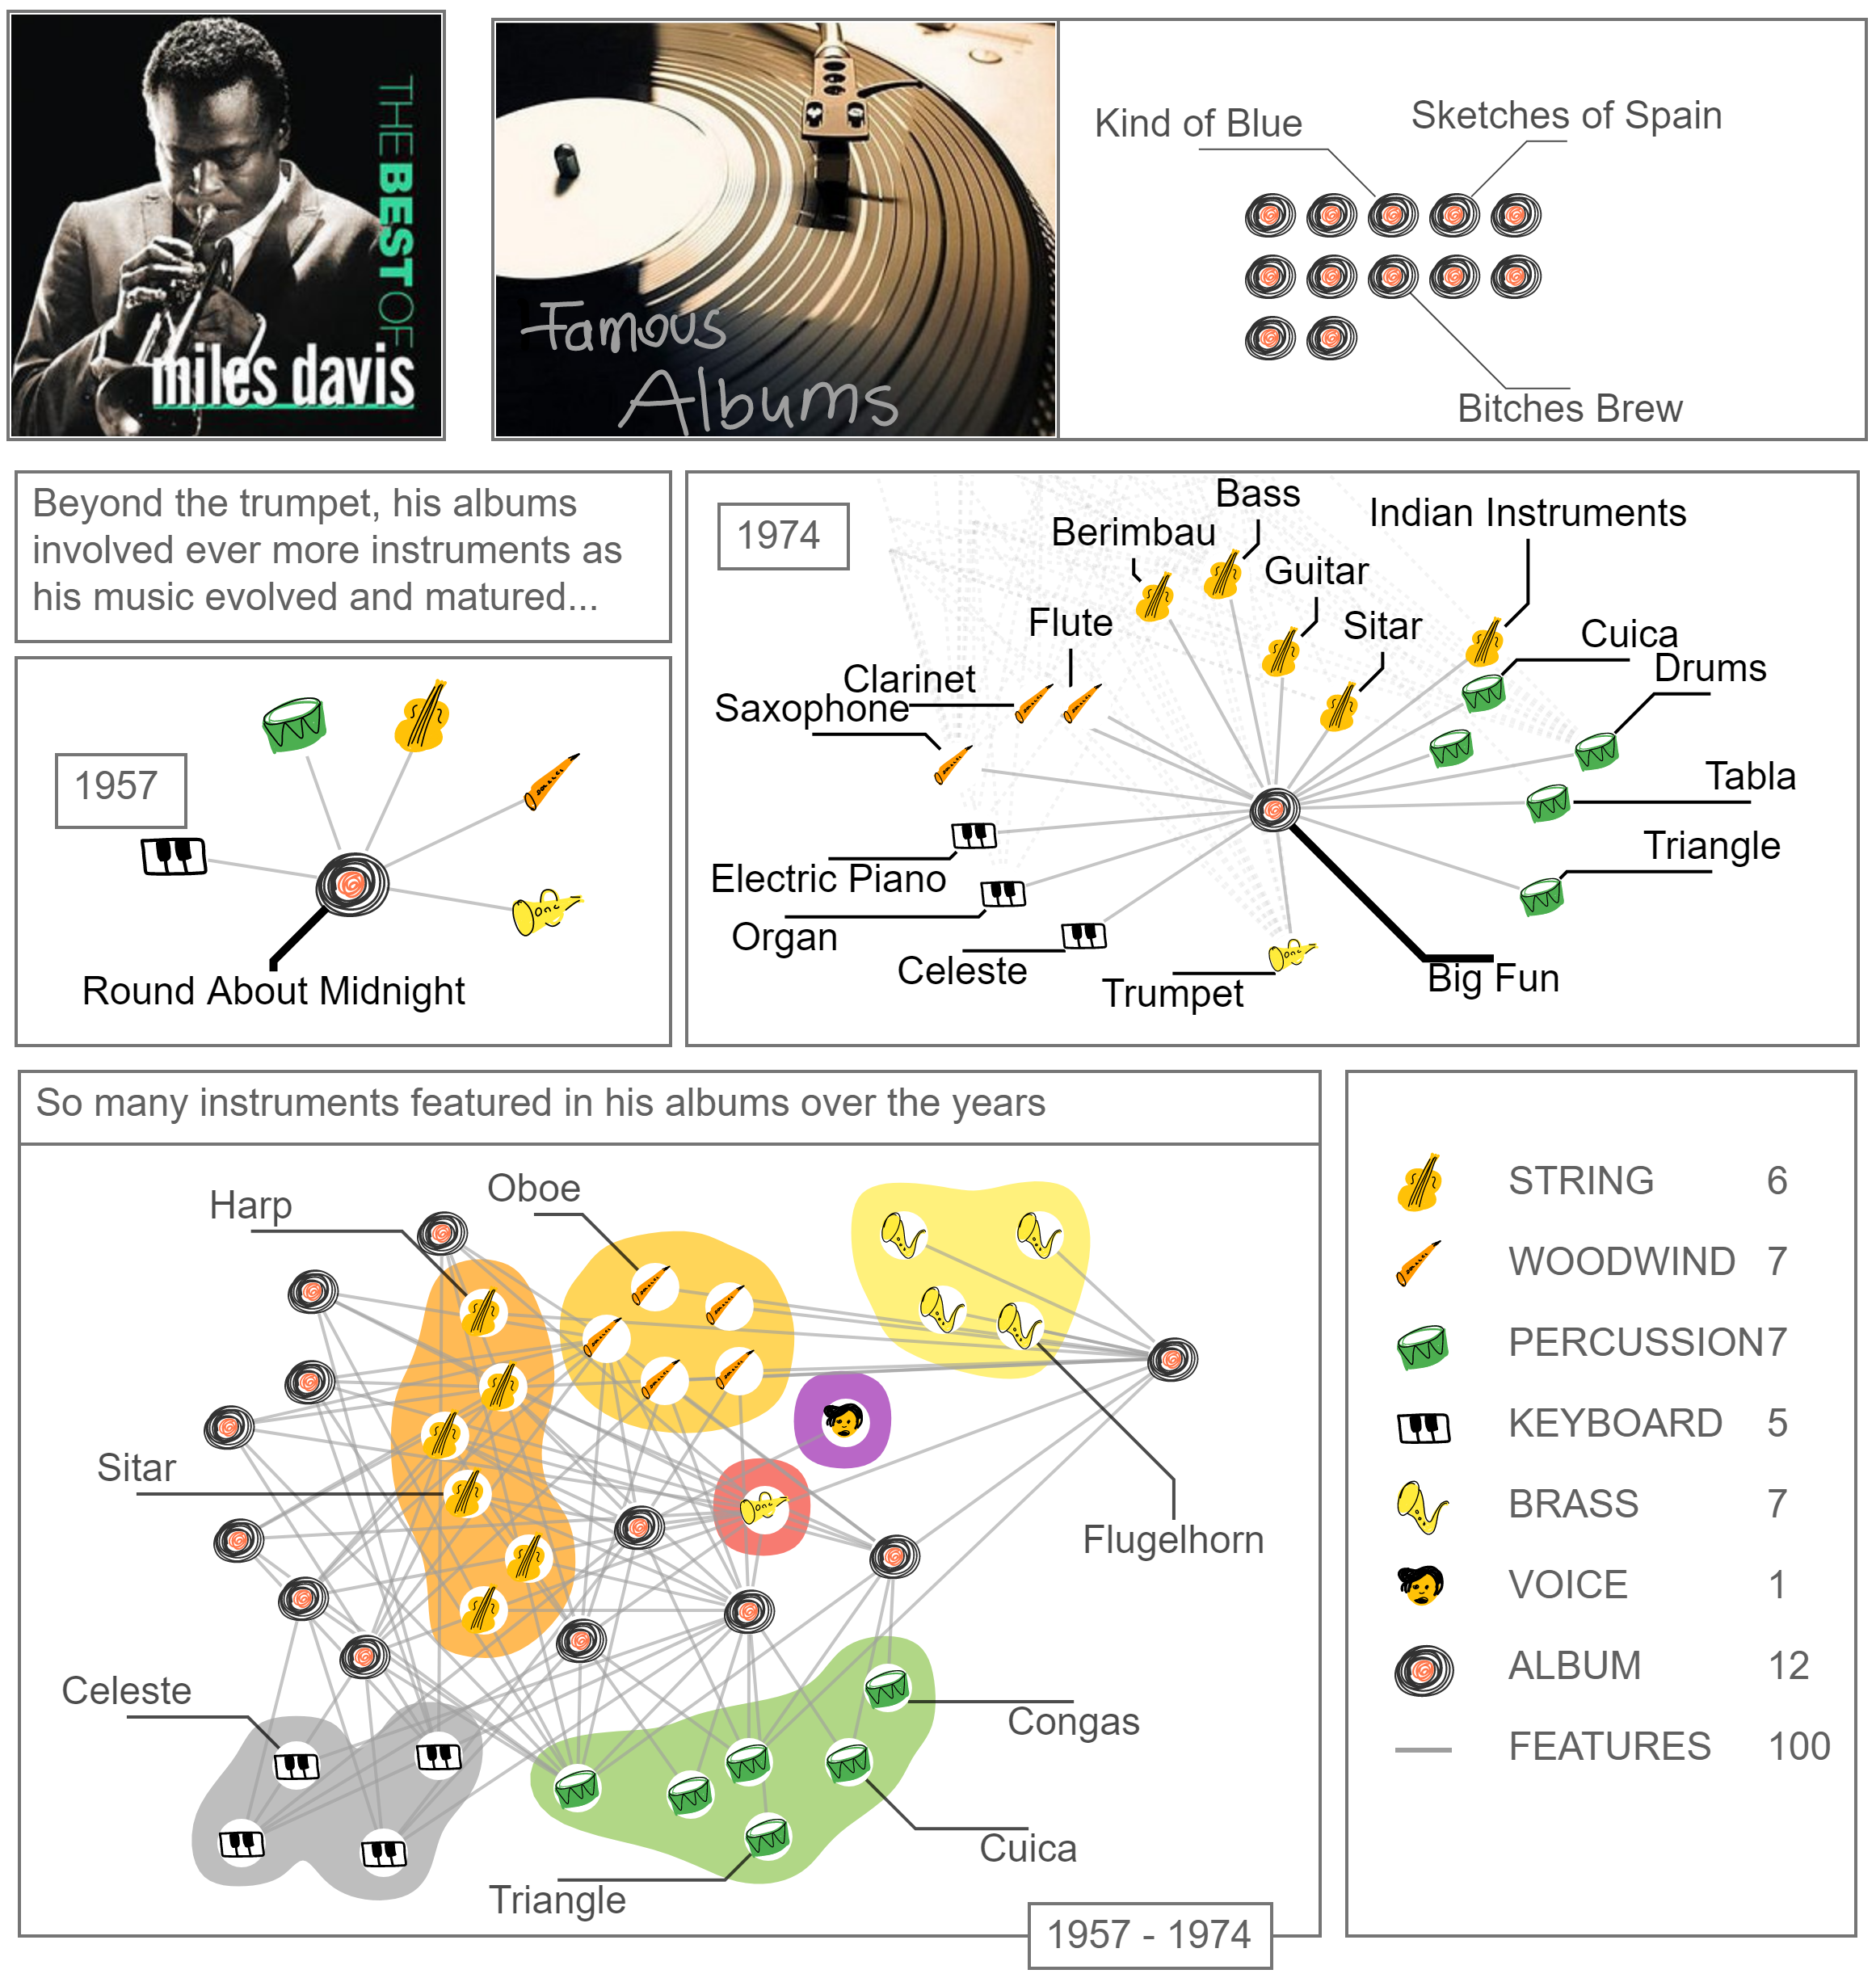 THE BEST OF
miles davis
Famous
Albums
Kind of Blue
Sketches of Spain
Bitches Brew
Beyond the trumpet, his albums
involved ever more instruments as
his music evolved and matured...
1957
Round About Midnight
1974
Bass
Berimbau
Indian Instruments
Guitar
Flute
Sitar
Cuica
Drums
Clarinet
Saxophone
Tabla
Triangle
Electric Piano
Organ
Celeste
Trumpet
Big Fun
So many instruments featured in his albums over the years
Harp
Oboe
Sitar
Flugelhorn
Celeste
Congas
Cuica
Triangle
1957 - 1974
STRING 6
WOODWIND 7
PERCUSSION 7
KEYBOARD 5
BRASS 7
VOICE 1
ALBUM 12
FEATURES 100